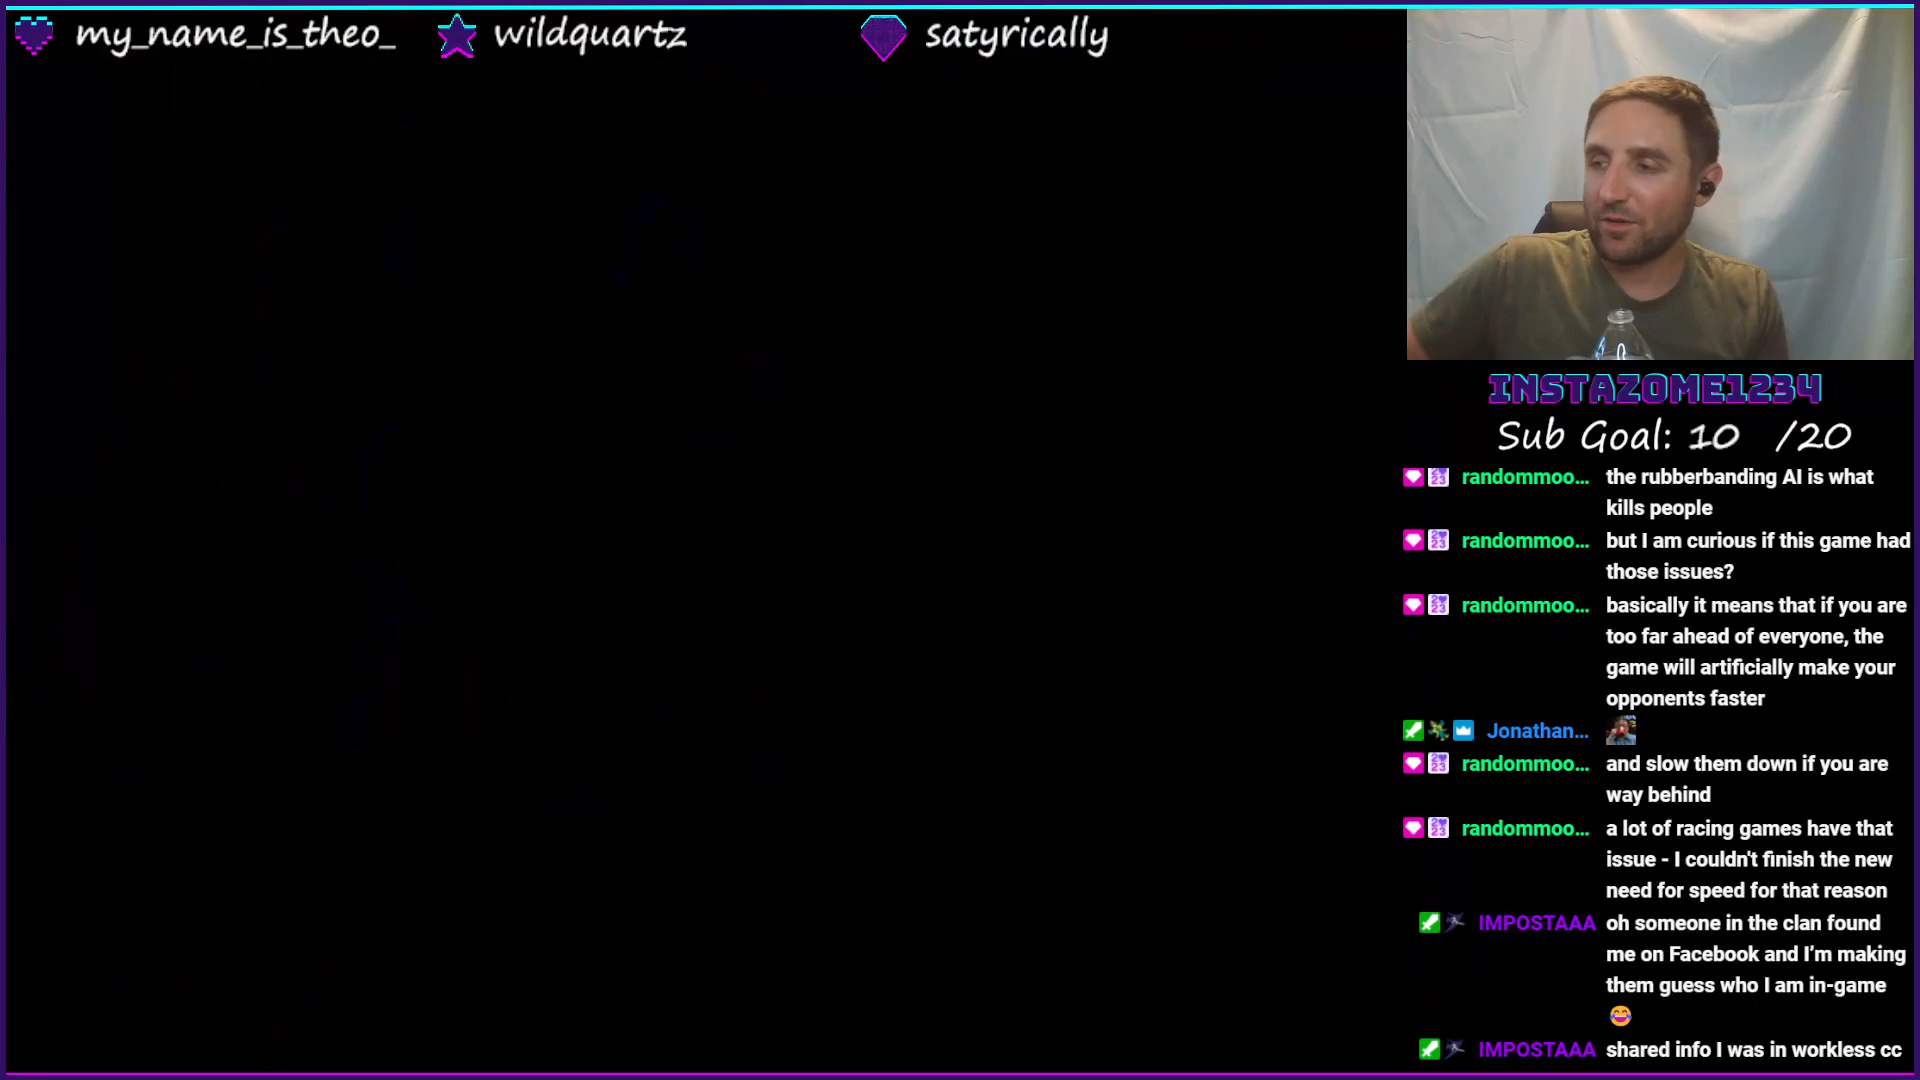 my_name_is_theo_ wildquartz satyrically
INSTAZOME1234
Sub Goal: 10 /20
randommoo... the rubberbanding AI is what
kills people
randommoo... but I am curious if this game had
those issues?
randommoo... basically it means that if you are
too far ahead of everyone, the
game will artificially make your
opponents faster
Jonathan...
randommoo... and slow them down if you are
way behind
randommoo... a lot of racing games have that
issue - I couldn't finish the new
need for speed for that reason
IMPOSTAAA oh someone in the clan found
me on Facebook and I’m making
them guess who I am in-game
😂
IMPOSTAAA shared info I was in workless cc